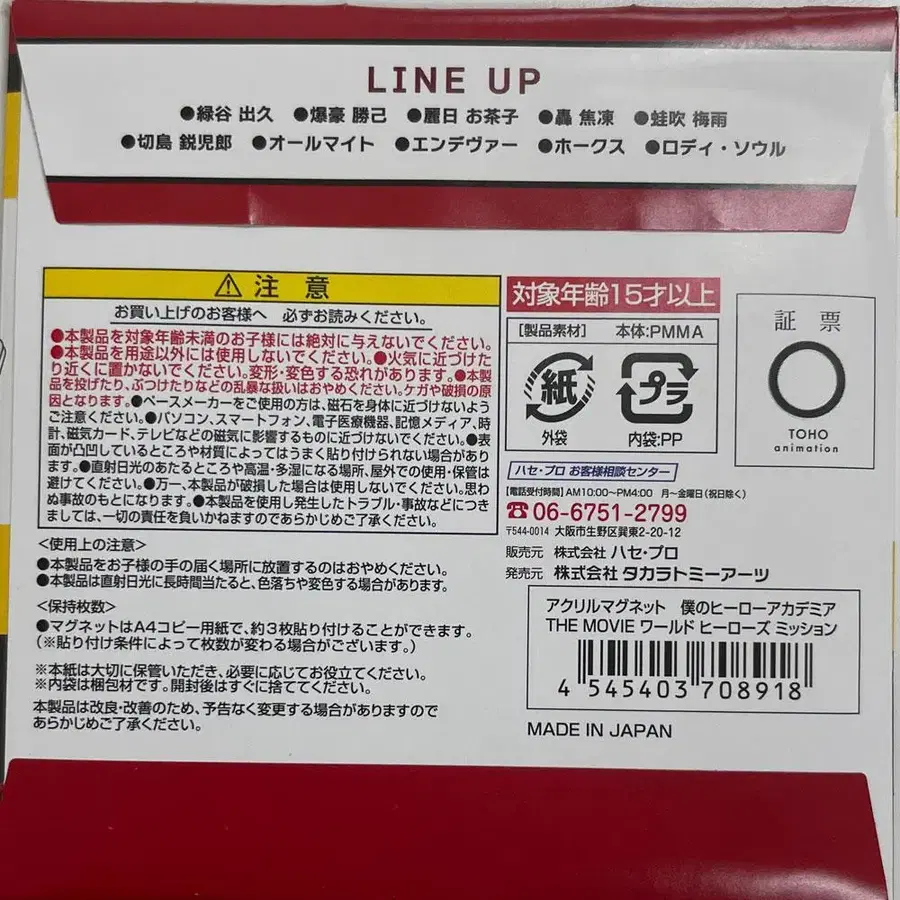 LINE UP
●緑谷 出久 ●爆豪 勝己 ●麗日 お茶子 ●轟 焦凍 ●蛙吹 梅雨
●切島 鋭児郎 ●オールマイト ●エンデヴァー ●ホークス ●ロディ・ソウル
⚠ 注 意
お買い上げのお客様へ 必ずお読みください。
●本製品を対象年齢未満のお子様には絶対に与えないでください。
●本製品を用途以外には使用しないでください。●火気に近づけた
り近くに置かないでください。変形・変色する恐れがあります。●本製
品を投げたり、ぶつけたりなどの乱暴な扱いはおやめください。ケガや破損の原
因となります。●ペースメーカーをご使用の方は、磁石を身体に近づけないよう
ご注意ください。●パソコン、スマートフォン、電子医療機器、記憶メディア、時
計、磁気カード、テレビなどの磁気に影響するものに近づけないでください。●表
面が凸凹しているところや材質によってはうまく貼り付けられない場合があり
ます。●直射日光のあたるところや高温・多湿になる場所、屋外での使用・保管は
避けてください。●万一、本製品が破損した場合は使用しないでください。思わ
ぬ事故のもとになります。●本製品を使用し発生したトラブル・事故などにつき
ましては、一切の責任を負いかねますのであらかじめご了承ください。
<使用上の注意>
●本製品をお子様の手の届く場所に放置するのはおやめください。
●本製品は直射日光に長時間当たると、色落ちや変色する場合があります。
<保持枚数>
●マグネットはA4コピー用紙で、約3枚貼り付けることができます。
(※貼り付け条件によって枚数が変わる場合がございます。)
※本紙は大切に保管いただき、必要に応じてお役立てください。
※内袋は梱包材です。開封後はすぐに捨ててください。
本製品は改良・改善のため、予告なく変更する場合がありますので
あらかじめご了承ください。
対象年齢15才以上
[製品素材] 本体:PMMA
紙
プラ
外袋
内袋:PP
証 票
TOHO
animation
ハセ・プロ お客様相談センター
【電話受付時間】AM10:00~PM4:00 月~金曜日(祝日除く)
☎06-6751-2799
〒544-0014 大阪市生野区巽東2-20-12
販売元 株式会社 ハセ・プロ
発売元 株式会社 タカラトミーアーツ
アクリルマグネット 僕のヒーローアカデミア
THE MOVIE ワールド ヒーローズ ミッション
4 545403 708918
MADE IN JAPAN